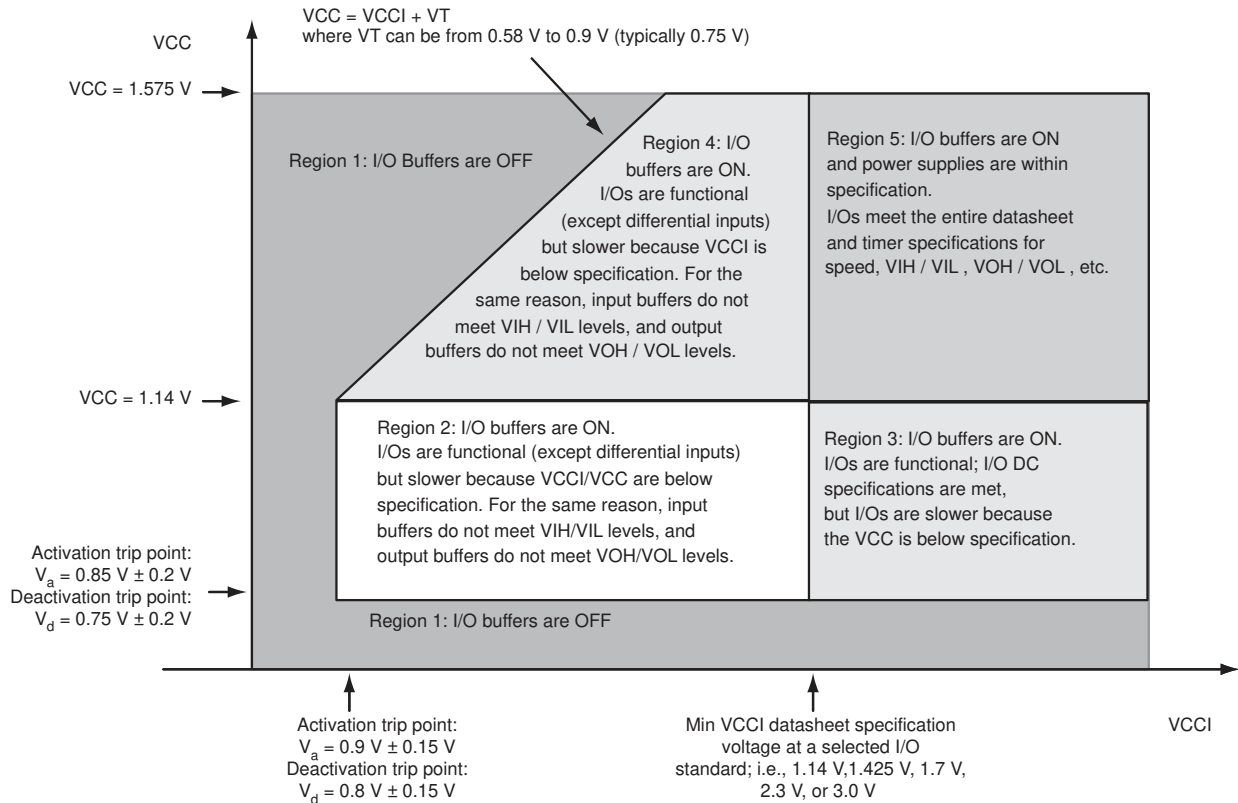 VCC = VCCI + VT
where VT can be from 0.58 V to 0.9 V (typically 0.75 V)
VCC
VCC = 1.575 V
Region 1: I/O Buffers are OFF
Region 4: I/O
buffers are ON.
I/Os are functional
(except differential inputs)
but slower because VCCI is
below specification. For the
same reason, input buffers do not
meet VIH / VIL levels, and output
buffers do not meet VOH / VOL levels.
Region 5: I/O buffers are ON
and power supplies are within
specification.
I/Os meet the entire datasheet
and timer specifications for
speed, VIH / VIL , VOH / VOL , etc.
VCC = 1.14 V
Region 2: I/O buffers are ON.
I/Os are functional (except differential inputs)
but slower because VCCI/VCC are below
specification. For the same reason, input
buffers do not meet VIH/VIL levels, and
output buffers do not meet VOH/VOL levels.
Region 3: I/O buffers are ON.
I/Os are functional; I/O DC
specifications are met,
but I/Os are slower because
the VCC is below specification.
Activation trip point:
Va = 0.85 V ± 0.2 V
Deactivation trip point:
Vd = 0.75 V ± 0.2 V
Region 1: I/O buffers are OFF
Activation trip point:
Va = 0.9 V ± 0.15 V
Deactivation trip point:
Vd = 0.8 V ± 0.15 V
Min VCCI datasheet specification
voltage at a selected I/O
standard; i.e., 1.14 V,1.425 V, 1.7 V,
2.3 V, or 3.0 V
VCCI